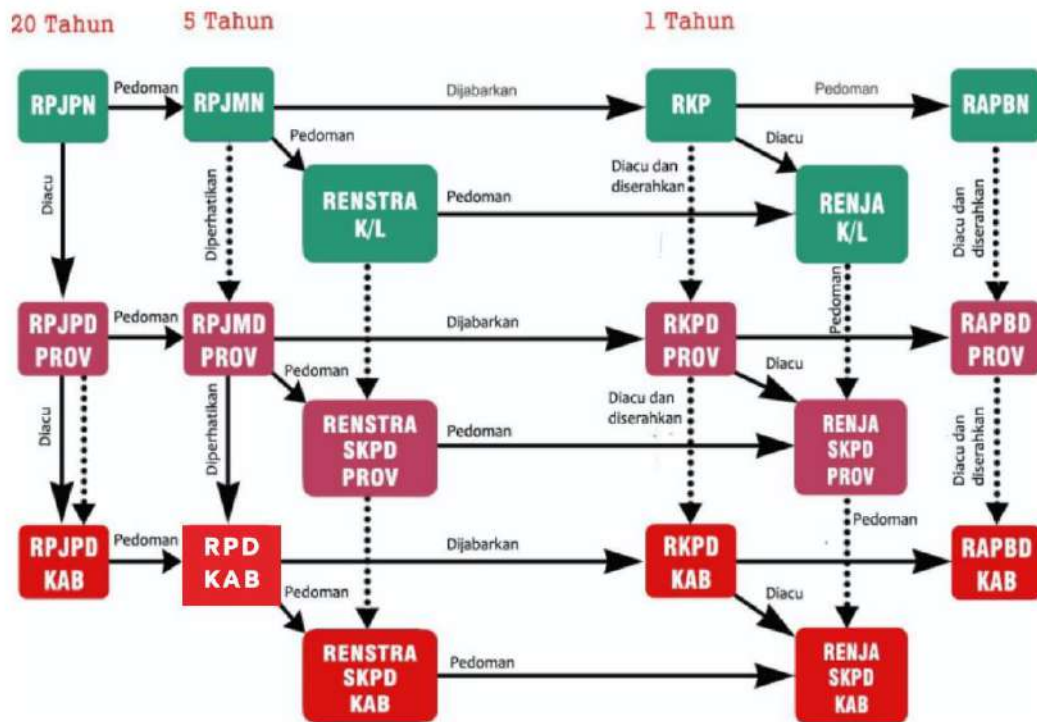 20 Tahun
5 Tahun
1 Tahun
RPJPN
Pedoman
RPJMN
Dijabarkan
RKP
Pedoman
RAPBN
Pedoman
Diacu
Diacu
Diperhatikan
RENSTRA
K/L
Pedoman
Diacu dan
diserahkan
RENJA
K/L
Diacu dan
diserahkan
Pedoman
RPJPD
PROV
Pedoman
RPJMD
PROV
Dijabarkan
RKPD
PROV
RAPBD
PROV
Pedoman
Diacu
Diacu
Diperhatikan
RENSTRA
SKPD
PROV
Pedoman
Diacu dan
diserahkan
RENJA
SKPD
PROV
Diacu dan
diserahkan
Pedoman
RPJPD
KAB
Pedoman
RPD
KAB
Dijabarkan
RKPD
KAB
RAPBD
KAB
Pedoman
Diacu
RENSTRA
SKPD
KAB
Pedoman
RENJA
SKPD
KAB